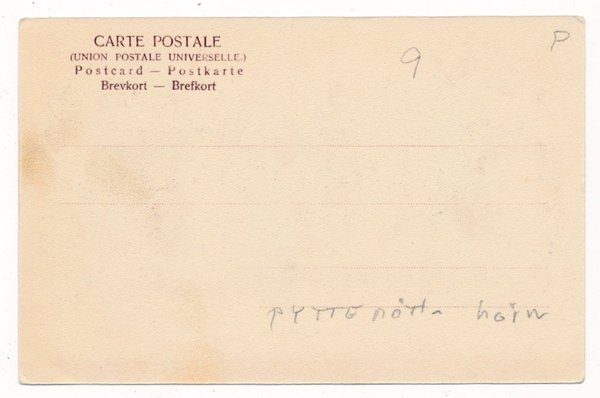 CARTE POSTALE
(UNION POSTALE UNIVERSELLE.)
Postcard — Postkarte
Brevkort — Brefkort
9
P